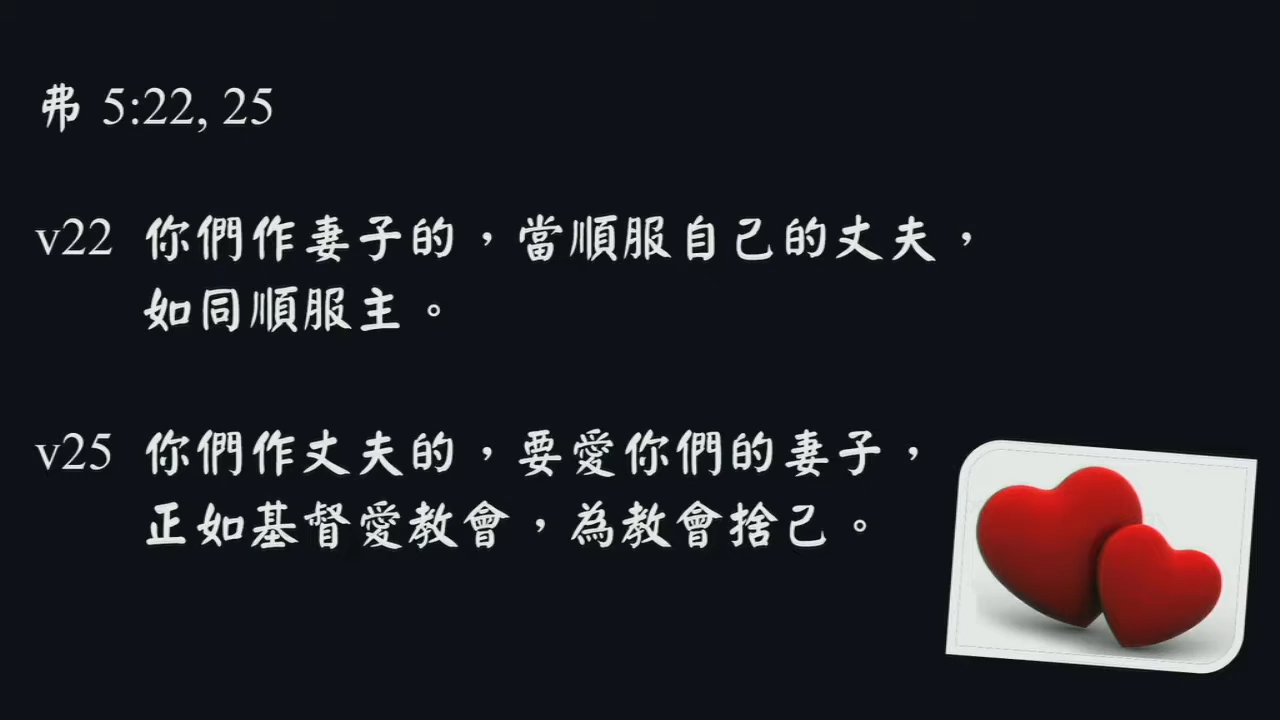 弗 5:22, 25
v22 你們作妻子的，當順服自己的丈夫，
如同順服主。
v25 你們作丈夫的，要愛你們的妻子，
正如基督愛教會，為教會捨己。